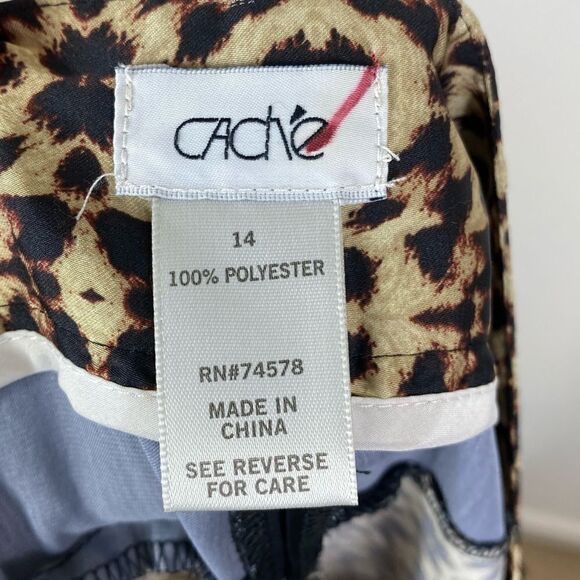 CACHÉ
14
100% POLYESTER
RN#74578
MADE IN
CHINA
SEE REVERSE
FOR CARE